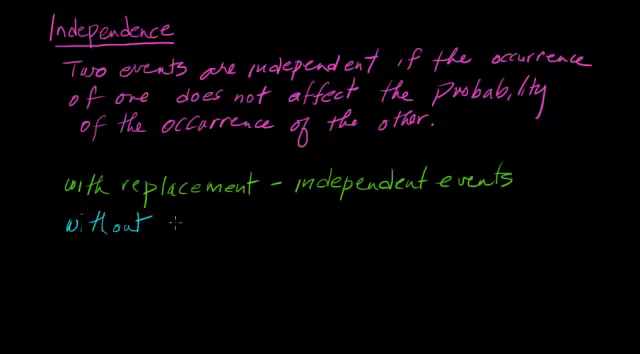 Independence
Two events are independent if the occurrence
of one does not affect the probability
of the occurrence of the other.
with replacement - independent events
without